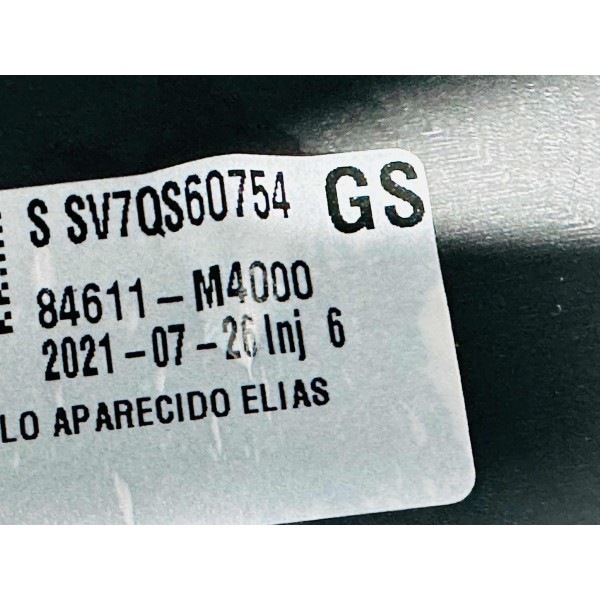 S SV7QS60754 GS
84611-M4000
2021-07-26 Inj 6
LO APARECIDO ELIAS